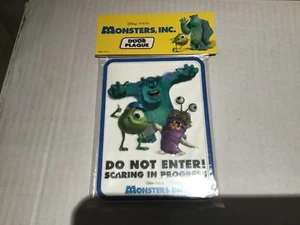 Disney · PIXAR
MONSTERS, INC.
DOOR
PLAQUE
DO NOT ENTER!
SCARING IN PROGRESS
MONSTERS, INC.